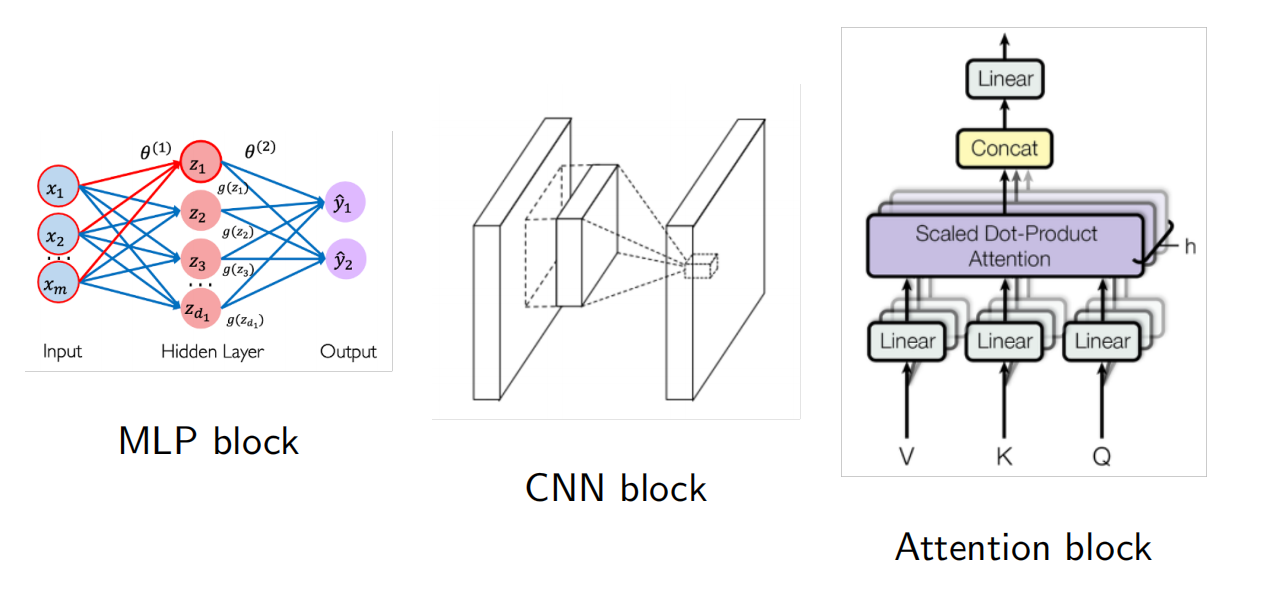 θ(1)
θ(2)
x1
x2
...
xm
z1
z2
z3
...
zd1
g(z1)
g(z2)
g(z3)
g(zd1)
ŷ1
ŷ2
Input
Hidden Layer
Output
MLP block
CNN block
Linear
Concat
Scaled Dot-Product
Attention
h
Linear
Linear
Linear
V
K
Q
Attention block